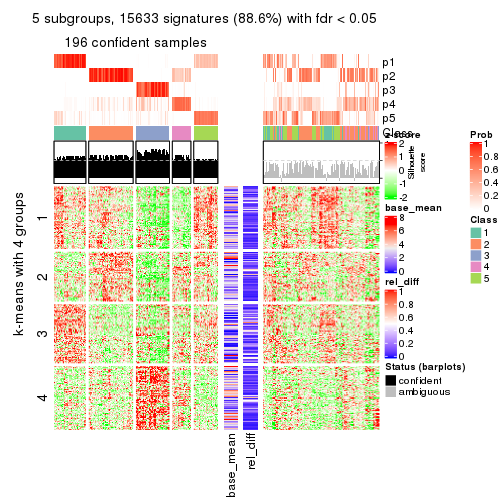 5 subgroups, 15633 signatures (88.6%) with fdr < 0.05
196 confident samples
p1
p2
p3
p4
p5
Class
1
2
3
4
k-means with 4 groups
base_mean
rel_diff
Silhouette
score
z-score
2
1
0
-1
-2
base_mean
8
6
4
2
0
rel_diff
1
0.8
0.6
0.4
0.2
0
Status (barplots)
confident
ambiguous
Prob
1
0.8
0.6
0.4
0.2
0
Class
1
2
3
4
5